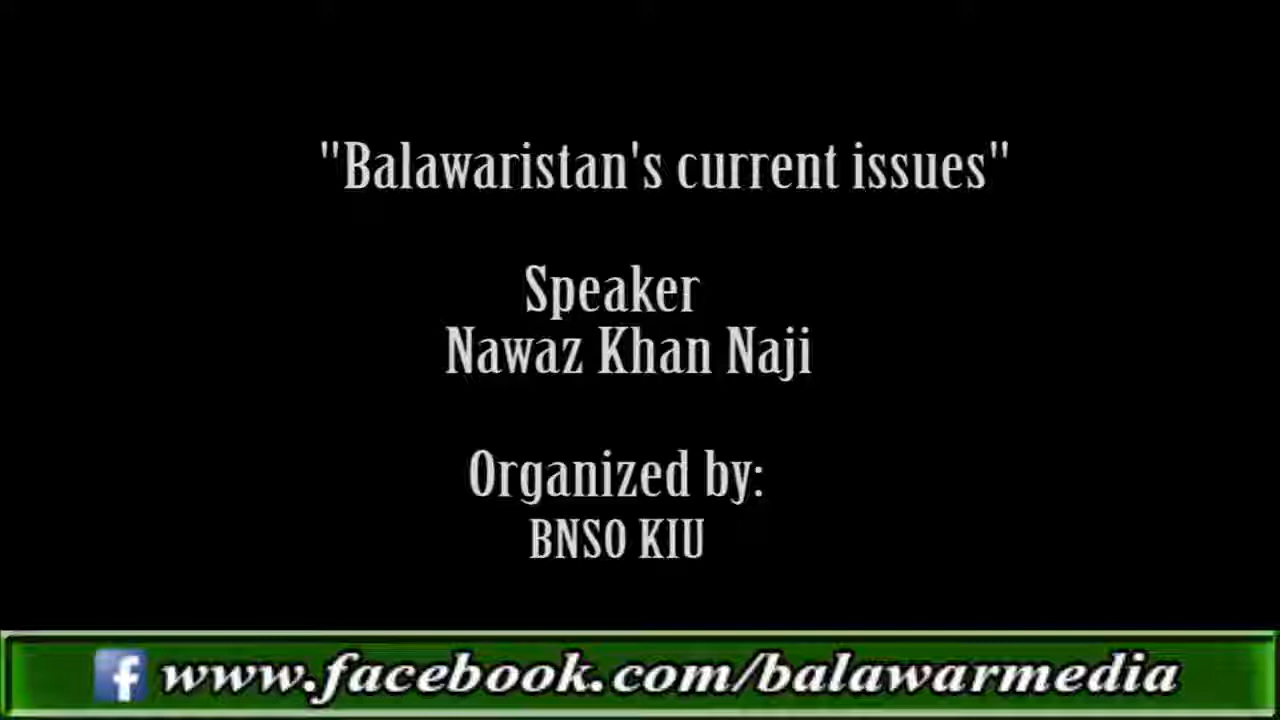 "Balawaristan's current issues"
Speaker
Nawaz Khan Naji
Organized by:
BNSO KIU
f www.facebook.com/balawarmedia